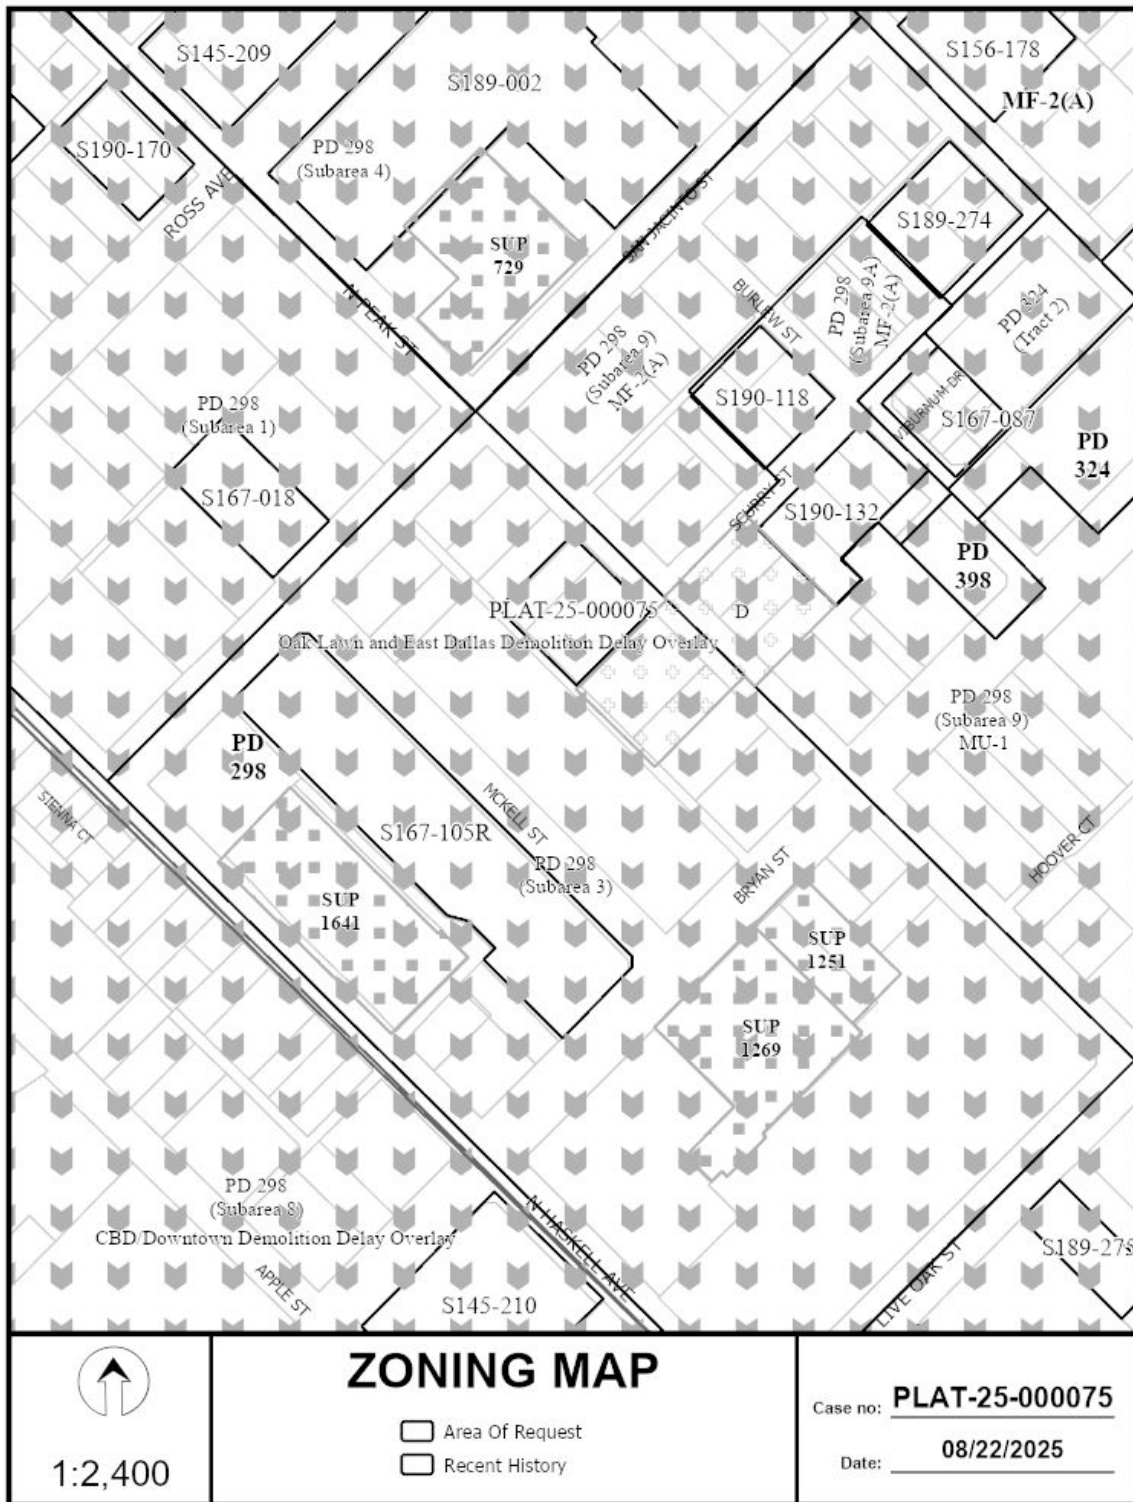 S145-209
S189-002
S156-178
MF-2(A)
S190-170
PD 298
(Subarea 4)
ROSS AVE
SAN JACINTO ST
S189-274
SUP
729
N PEAK ST
BURLEW ST
PD 298
(Subarea 9A)
MF-2(A)
PD 324
(Tract 2)
PD 298
(Subarea 9)
MF-2(A)
S190-118
VIBURNUM DR
S167-087
PD 298
(Subarea 1)
PD
324
S167-018
SCURRY ST
S190-132
PD
398
PLAT-25-000075
D
Oak Lawn and East Dallas Demolition Delay Overlay
PD 298
(Subarea 9)
MU-1
PD
298
SIENNA CT
MCKELL ST
S167-105R
PD 298
(Subarea 3)
BRYAN ST
HOOVER CT
SUP
1641
SUP
1251
SUP
1269
PD 298
(Subarea 8)
CBD/Downtown Demolition Delay Overlay
N HASKELL AVE
LIVE OAK ST
S189-275
APPLE ST
S145-210
1:2,400
ZONING MAP
Area Of Request
Recent History
Case no: PLAT-25-000075
Date: 08/22/2025